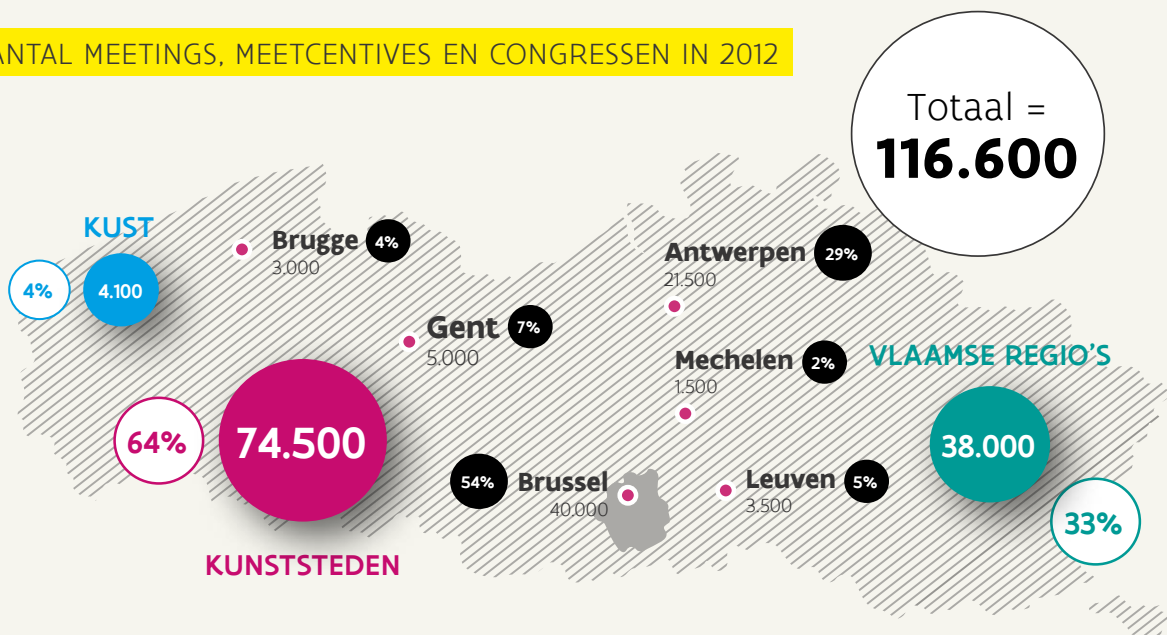 MEETINGS, MEETCENTIVES EN CONGRESSEN IN 2012
Totaal =
116.600
KUST
4%
4.100
Brugge 4%
3.000
Gent 7%
5.000
Antwerpen 29%
21.500
Mechelen 2%
1.500
VLAAMSE REGIO'S
38.000
33%
64%
74.500
KUNSTSTEDEN
54% Brussel
40.000
Leuven 5%
3.500